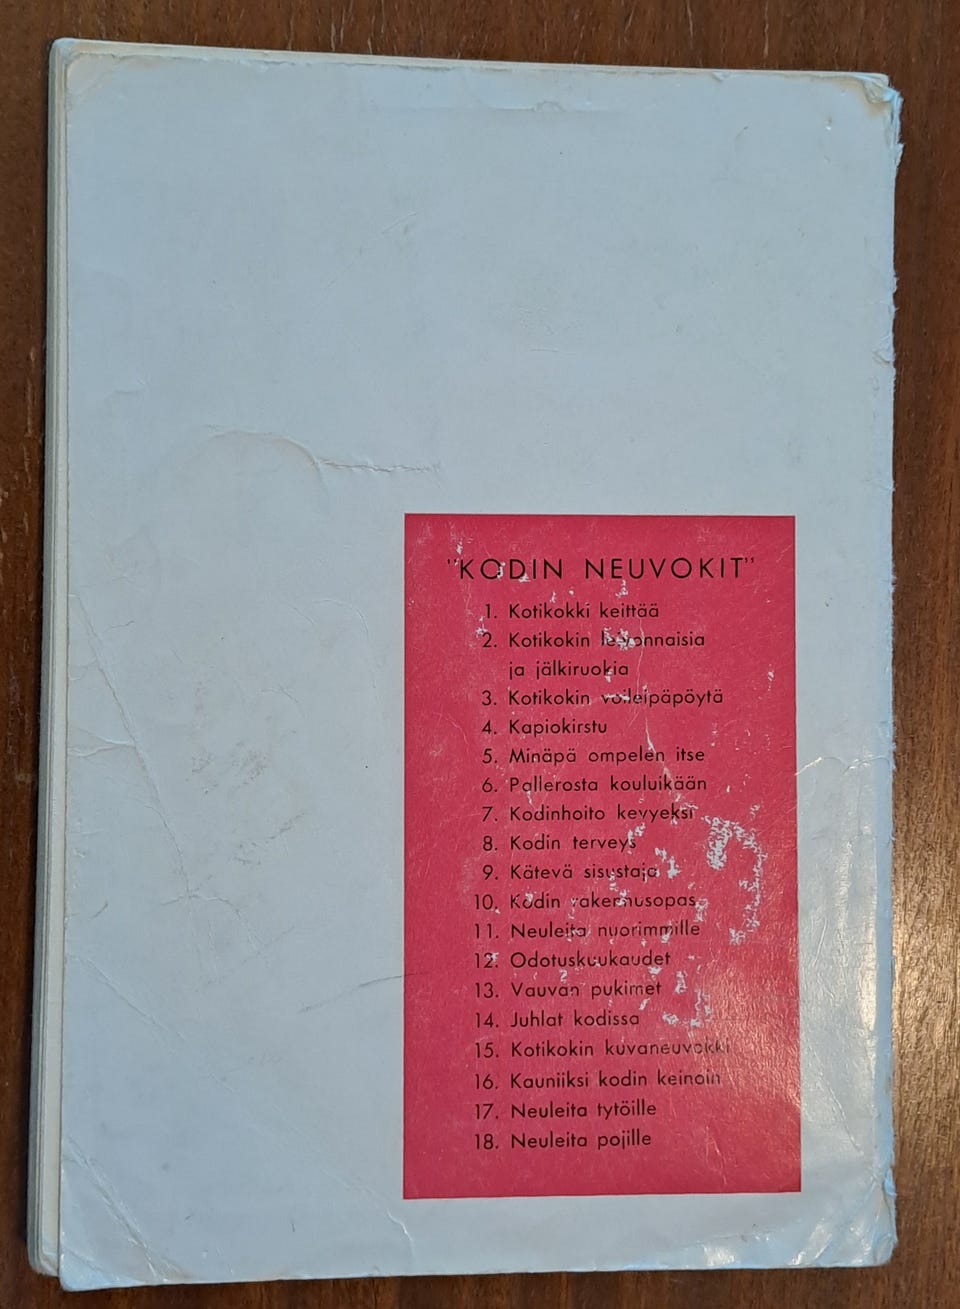 "KODIN NEUVOKIT"
1. Kotikokki keittää
2. Kotikokin leivonnaisia
ja jälkiruokia
3. Kotikokin voileipäpöytä
4. Kapiokirstu
5. Minäpä ompelen itse
6. Pallerosta kouluikään
7. Kodinhoito kevyeksi
8. Kodin terveys
9. Kätevä sisustaja
10. Kodin rakennusopas
11. Neuleita nuorimmille
12. Odotuskuukaudet
13. Vauvan pukimet
14. Juhlat kodissa
15. Kotikokin kuvaneuvokki
16. Kauniiksi kodin keinoin
17. Neuleita tytöille
18. Neuleita pojille